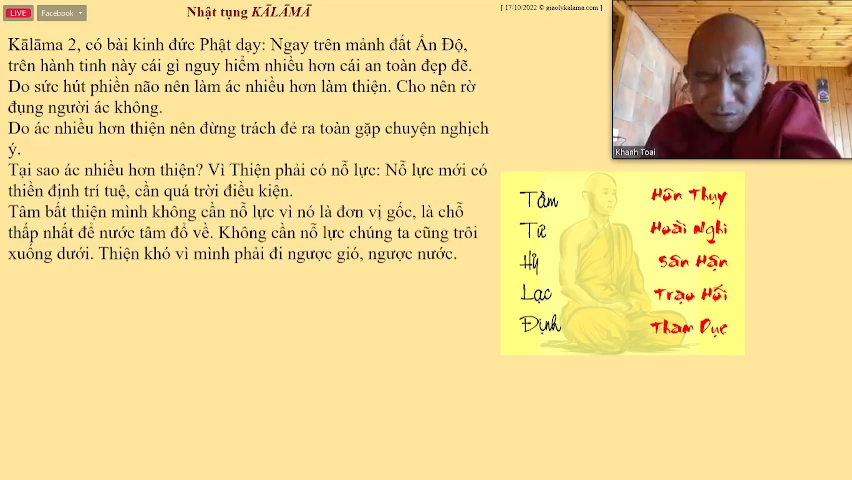 LIVE
Facebook
Nhật tụng KĀLĀMĀ
[ 17/10/2022 © giaolykalama.com ]
Kālāma 2, có bài kinh đức Phật dạy: Ngay trên mảnh đất Ấn Độ,
trên hành tinh này cái gì nguy hiểm nhiều hơn cái an toàn đẹp đẽ.
Do sức hút phiền não nên làm ác nhiều hơn làm thiện. Cho nên rờ
đụng người ác không.
Do ác nhiều hơn thiện nên đừng trách đẻ ra toàn gặp chuyện nghịch
ý.
Tại sao ác nhiều hơn thiện? Vì Thiện phải có nỗ lực: Nỗ lực mới có
thiền định trí tuệ, cần quá trời điều kiện.
Tâm bất thiện mình không cần nỗ lực vì nó là đơn vị gốc, là chỗ
thấp nhất để nước tâm đổ về. Không cần nỗ lực chúng ta cũng trôi
xuống dưới. Thiện khó vì mình phải đi ngược gió, ngược nước.
Khanh Toai
Tầm Hôn Thụy
Tứ Hoài Nghi
Hỷ Sân Hận
Lạc Trạo Hối
Định Tham Dục